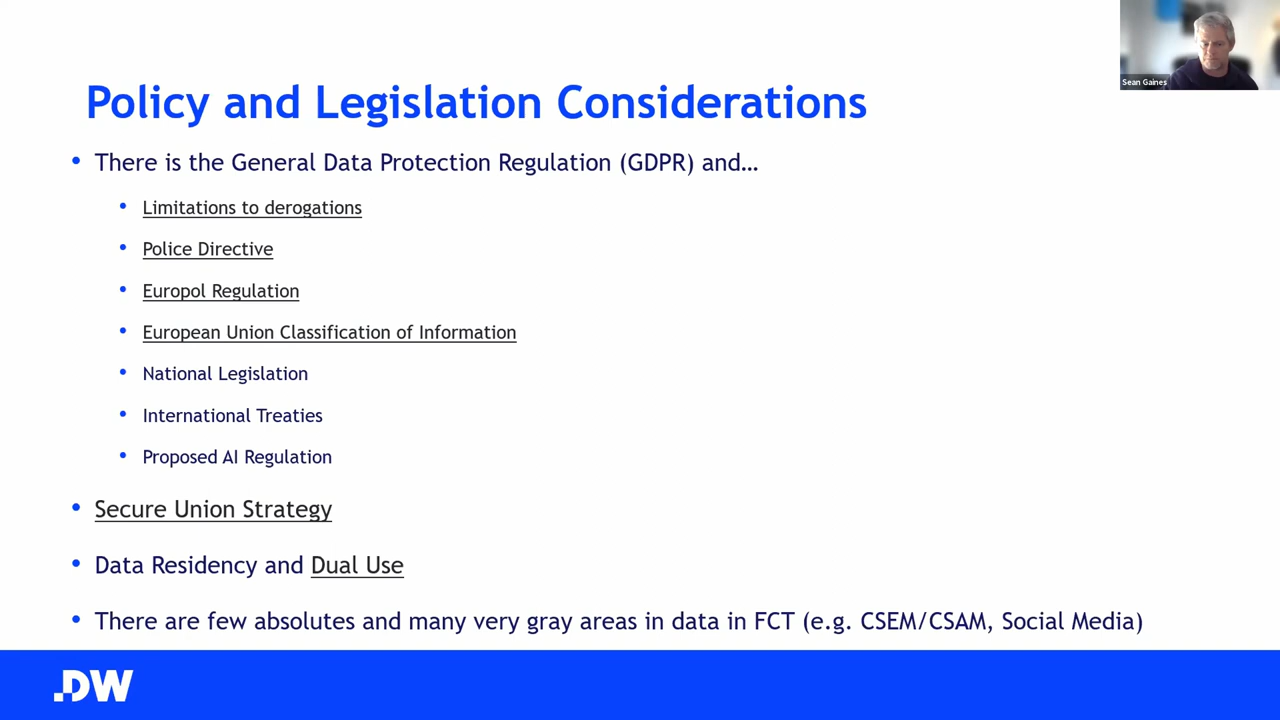 Sean Gaines
Policy and Legislation Considerations
• There is the General Data Protection Regulation (GDPR) and…
• Limitations to derogations
• Police Directive
• Europol Regulation
• European Union Classification of Information
• National Legislation
• International Treaties
• Proposed AI Regulation
• Secure Union Strategy
• Data Residency and Dual Use
• There are few absolutes and many very gray areas in data in FCT (e.g. CSEM/CSAM, Social Media)
.DW